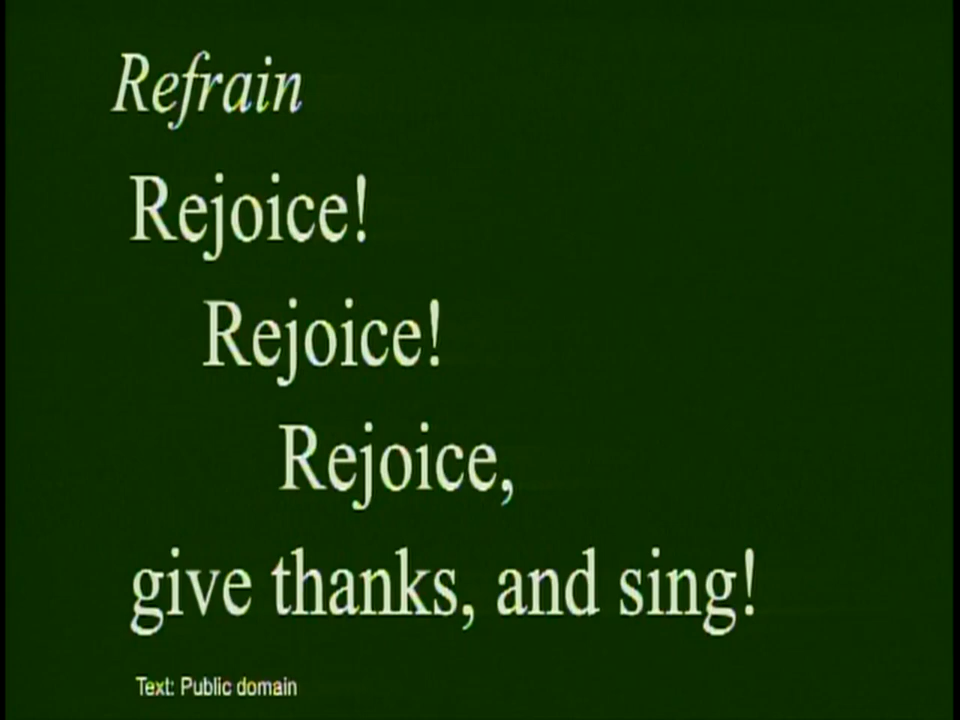 Refrain
Rejoice!
Rejoice!
Rejoice,
give thanks, and sing!
Text: Public domain